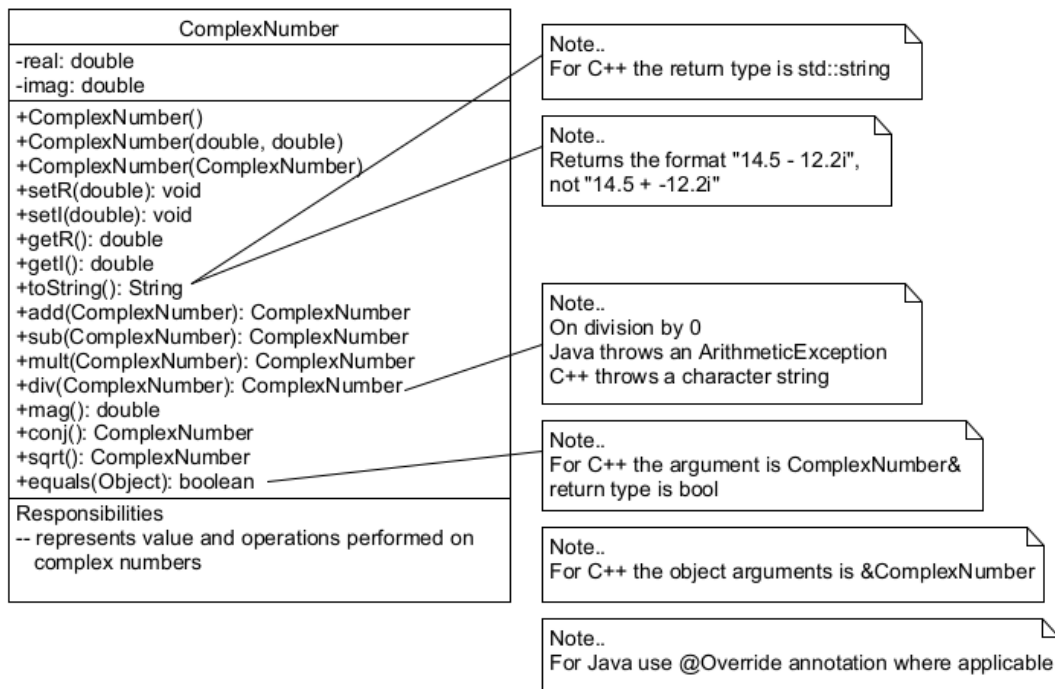 ComplexNumber
-real: double
-imag: double
+ComplexNumber()
+ComplexNumber(double, double)
+ComplexNumber(ComplexNumber)
+setR(double): void
+setI(double): void
+getR(): double
+getI(): double
+toString(): String
+add(ComplexNumber): ComplexNumber
+sub(ComplexNumber): ComplexNumber
+mult(ComplexNumber): ComplexNumber
+div(ComplexNumber): ComplexNumber
+mag(): double
+conj(): ComplexNumber
+sqrt(): ComplexNumber
+equals(Object): boolean
Responsibilities
-- represents value and operations performed on
complex numbers
Note..
For C++ the return type is std::string
Note..
Returns the format "14.5 - 12.2i",
not "14.5 + -12.2i"
Note..
On division by 0
Java throws an ArithmeticException
C++ throws a character string
Note..
For C++ the argument is ComplexNumber&
return type is bool
Note..
For C++ the object arguments is &ComplexNumber
Note..
For Java use @Override annotation where applicable